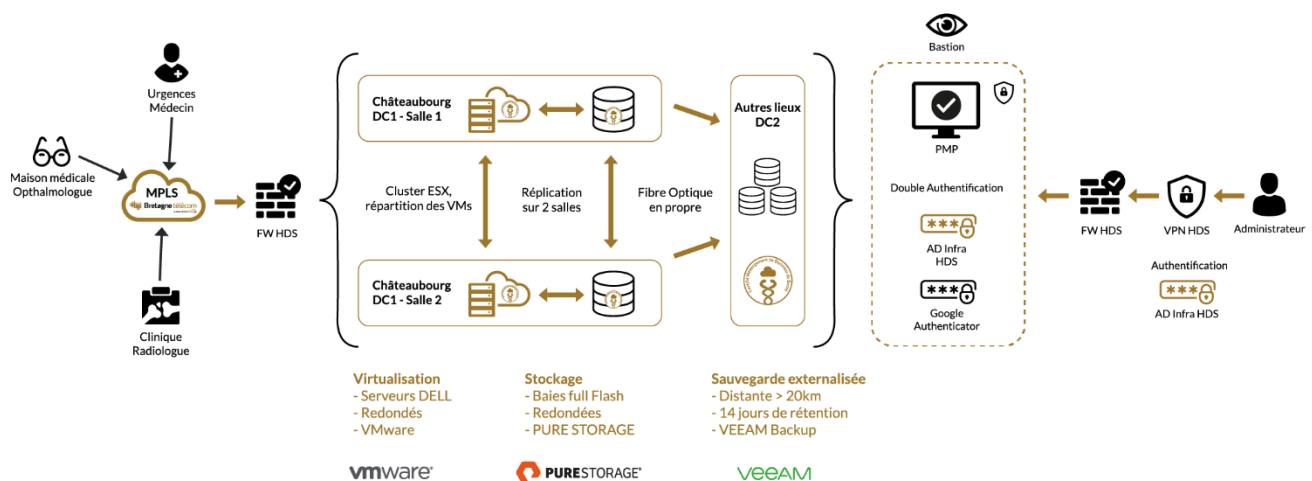 Urgences
Médecin
Maison médicale
Opthalmologue
MPLS
Bretagne télécom
Clinique
Radiologue
FW HDS
Châteaubourg
DC1 - Salle 1
Cluster ESX,
répartition des VMs
Réplication
sur 2 salles
Fibre Optique
en propre
Châteaubourg
DC1 - Salle 2
Autres lieux
DC2
Virtualisation
- Serveurs DELL
- Redondés
- VMware
vmware®
Stockage
- Baies full Flash
- Redondées
- PURE STORAGE
PURESTORAGE®
Sauvegarde externalisée
- Distante > 20km
- 14 jours de rétention
- VEEAM Backup
veeAM
Bastion
PMP
Double Authentification
***
AD Infra
HDS
***
Google
Authenticator
FW HDS
VPN HDS
Administrateur
Authentification
***
AD Infra HDS